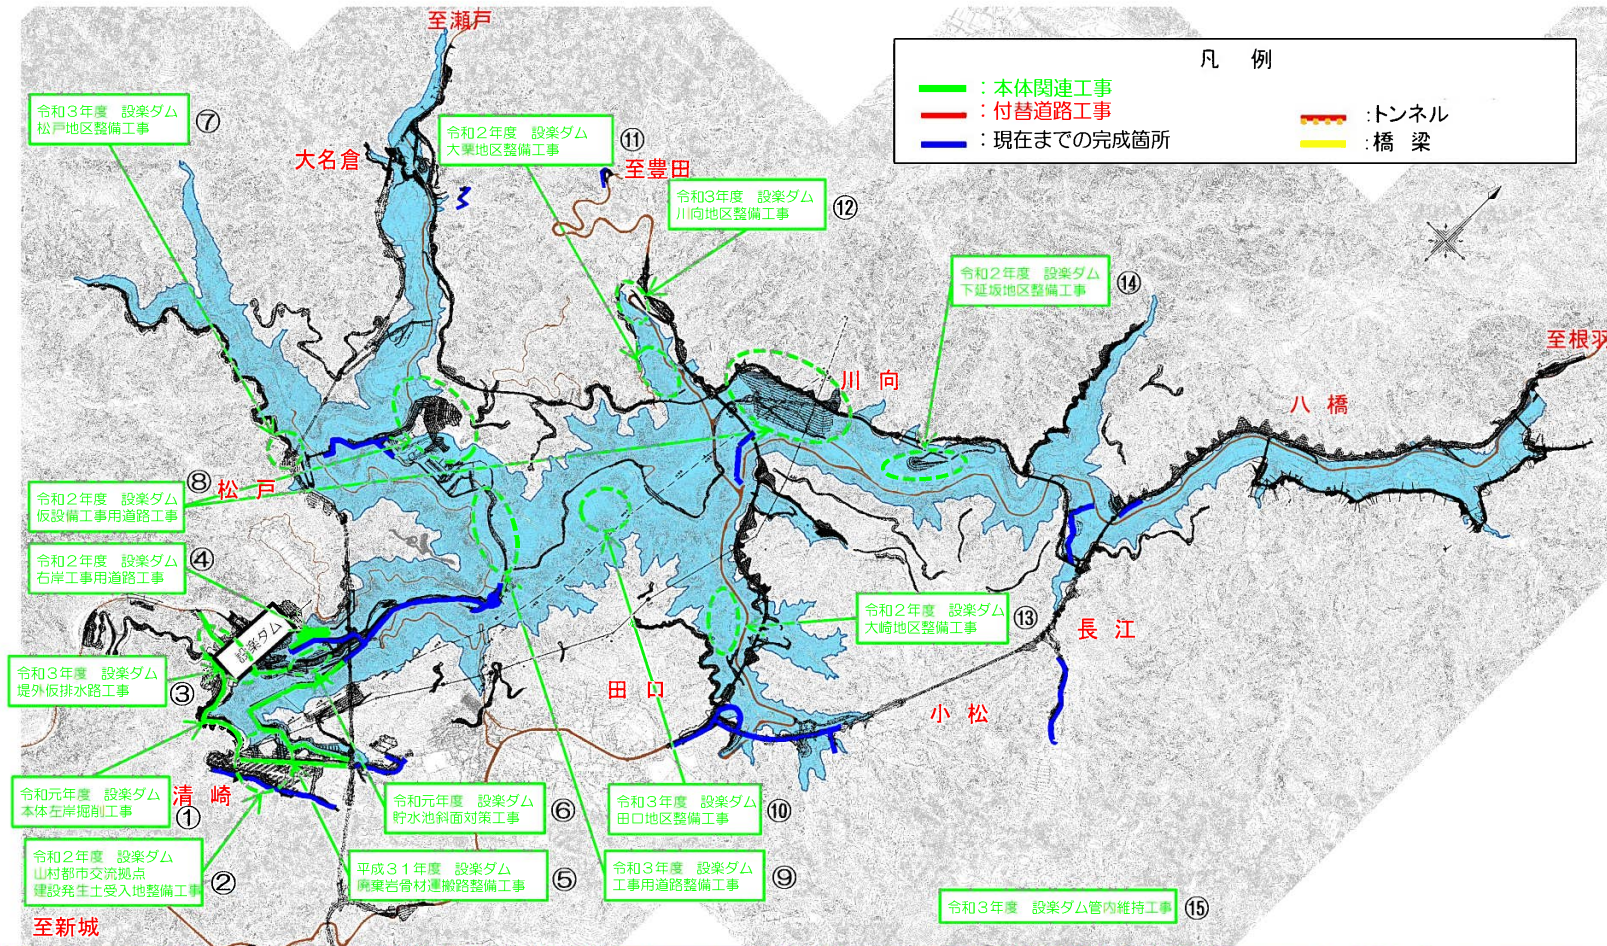 至瀬戸
凡 例
：本体関連工事
：付替道路工事
：現在までの完成箇所
：トンネル
：橋 梁
令和３年度 設楽ダム
松戸地区整備工事
⑦
大名倉
令和２年度 設楽ダム
大栗地区整備工事
⑪
至豊田
令和3年度 設楽ダム
川向地区整備工事
⑫
令和２年度 設楽ダム
下延坂地区整備工事
⑭
至根羽
川 向
八 橋
令和２年度 設楽ダム
仮設備工事用道路工事
⑧
松 戸
令和２年度 設楽ダム
右岸工事用道路工事
④
設楽ダム
令和２年度 設楽ダム
大崎地区整備工事
⑬
長 江
令和３年度 設楽ダム
堤外仮排水路工事
③
田 口
小 松
令和元年度 設楽ダム
本体左岸掘削工事
①
清 崎
令和元年度 設楽ダム
貯水池斜面対策工事
⑥
令和３年度 設楽ダム
田口地区整備工事
⑩
令和２年度 設楽ダム
山村都市交流拠点
建設発生土受入地整備工事
②
平成３１年度 設楽ダム
廃棄岩骨材運搬路整備工事
⑤
令和３年度 設楽ダム
工事用道路整備工事
⑨
令和３年度 設楽ダム管内維持工事
⑮
至新城